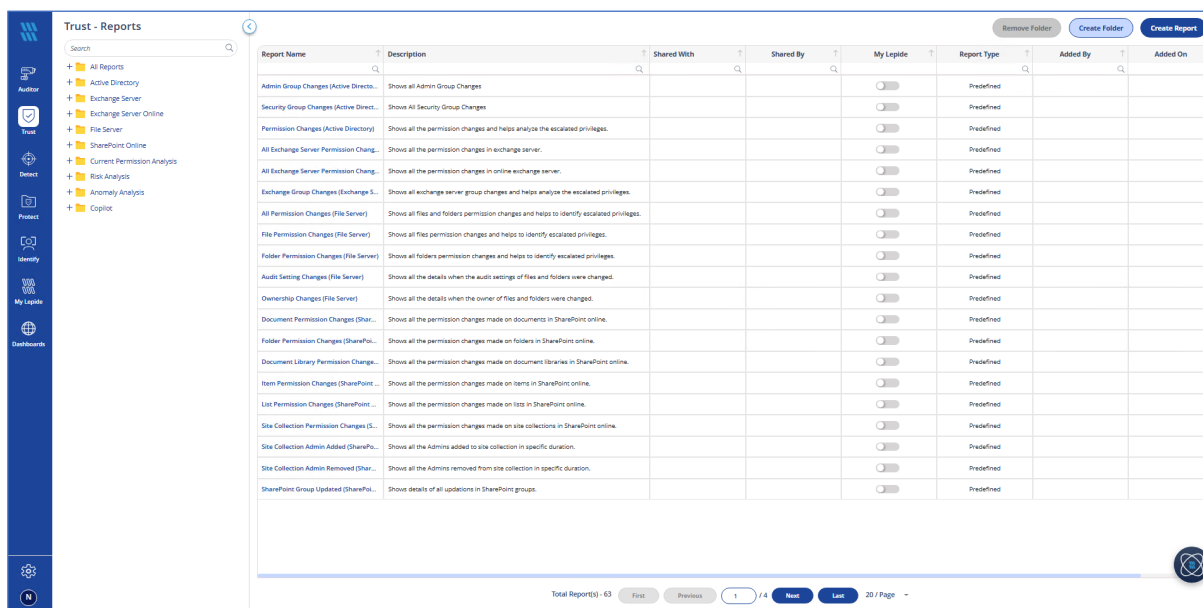 Trust - Reports
Remove Folder
Create Folder
Create Report
Search
All Reports
Active Directory
Exchange Server
Exchange Server Online
File Server
SharePoint Online
Current Permission Analysis
Risk Analysis
Anomaly Analysis
Copilot
Auditor
Trust
Detect
Protect
Identify
My Lepide
Dashboards
N
Report Name Description Shared With Shared By My Lepide Report Type Added By Added On
Admin Group Changes (Active Directo... Shows all Admin Group Changes Predefined
Security Group Changes (Active Direct... Shows All Security Group Changes Predefined
Permission Changes (Active Directory) Shows all the permission changes and helps analyze the escalated privileges. Predefined
All Exchange Server Permission Chang... Shows all the permission changes in exchange server. Predefined
All Exchange Server Permission Chang... Shows all the permission changes in online exchange server. Predefined
Exchange Group Changes (Exchange S... Shows all exchange server group changes and helps analyze the escalated privileges. Predefined
All Permission Changes (File Server) Shows all files and folders permission changes and helps to identify escalated privileges. Predefined
File Permission Changes (File Server) Shows all files permission changes and helps to identify escalated privileges. Predefined
Folder Permission Changes (File Server) Shows all folders permission changes and helps to identify escalated privileges. Predefined
Audit Setting Changes (File Server) Shows all the details when the audit settings of files and folders were changed. Predefined
Ownership Changes (File Server) Shows all the details when the owner of files and folders were changed. Predefined
Document Permission Changes (Shar... Shows all the permission changes made on documents in SharePoint online. Predefined
Folder Permission Changes (SharePoi... Shows all the permission changes made on folders in SharePoint online. Predefined
Document Library Permission Change... Shows all the permission changes made on document libraries in SharePoint online. Predefined
Item Permission Changes (SharePoint ... Shows all the permission changes made on items in SharePoint online. Predefined
List Permission Changes (SharePoint ... Shows all the permission changes made on lists in SharePoint online. Predefined
Site Collection Permission Changes (S... Shows all the permission changes made on site collections in SharePoint online. Predefined
Site Collection Admin Added (SharePo... Shows all the Admins added to site collection in specific duration. Predefined
Site Collection Admin Removed (Shar... Shows all the Admins removed from site collection in specific duration. Predefined
SharePoint Group Updated (SharePoi... Shows details of all updations in SharePoint groups. Predefined
Total Report(s) - 63 First Previous 1 / 4 Next Last 20 / Page